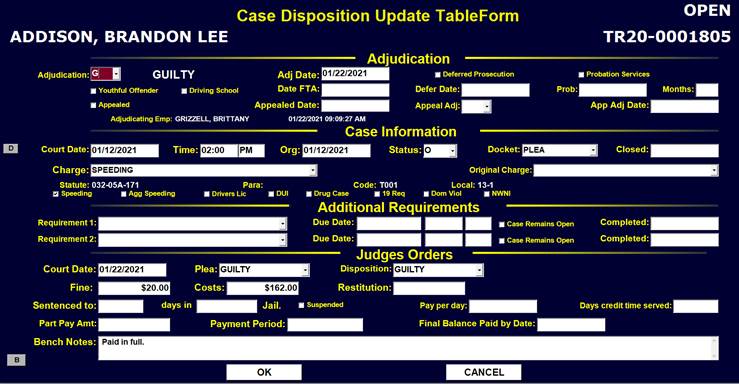 Case Disposition Update TableForm OPEN
ADDISON, BRANDON LEE TR20-0001805
Adjudication
Adjudication: G GUILTY Adj Date: 01/22/2021 Deferred Prosecution Probation Services
Youthful Offender Driving School Date FTA: Defer Date: Prob: Months:
Appealed Appealed Date: Appeal Adj: App Adj Date:
Adjudicating Emp: GRIZZELL, BRITTANY 01/22/2021 09:09:27 AM
Case Information
D Court Date: 01/12/2021 Time: 02:00 PM Org: 01/12/2021 Status: O Docket: PLEA Closed:
Charge: SPEEDING Original Charge:
Statute: 032-05A-171 Para: Code: T001 Local: 13-1
Speeding Agg Speeding Drivers Lic DUI Drug Case 19 Req Dom Viol NWNI
Additional Requirements
Requirement 1: Due Date: Case Remains Open Completed:
Requirement 2: Due Date: Case Remains Open Completed:
Judges Orders
Court Date: 01/22/2021 Plea: GUILTY Disposition: GUILTY
Fine: $20.00 Costs: $162.00 Restitution:
Sentenced to: days in Jail. Suspended Pay per day: Days credit time served:
Part Pay Amt: Payment Period: Final Balance Paid by Date:
Bench Notes: Paid in full.
B
OK CANCEL